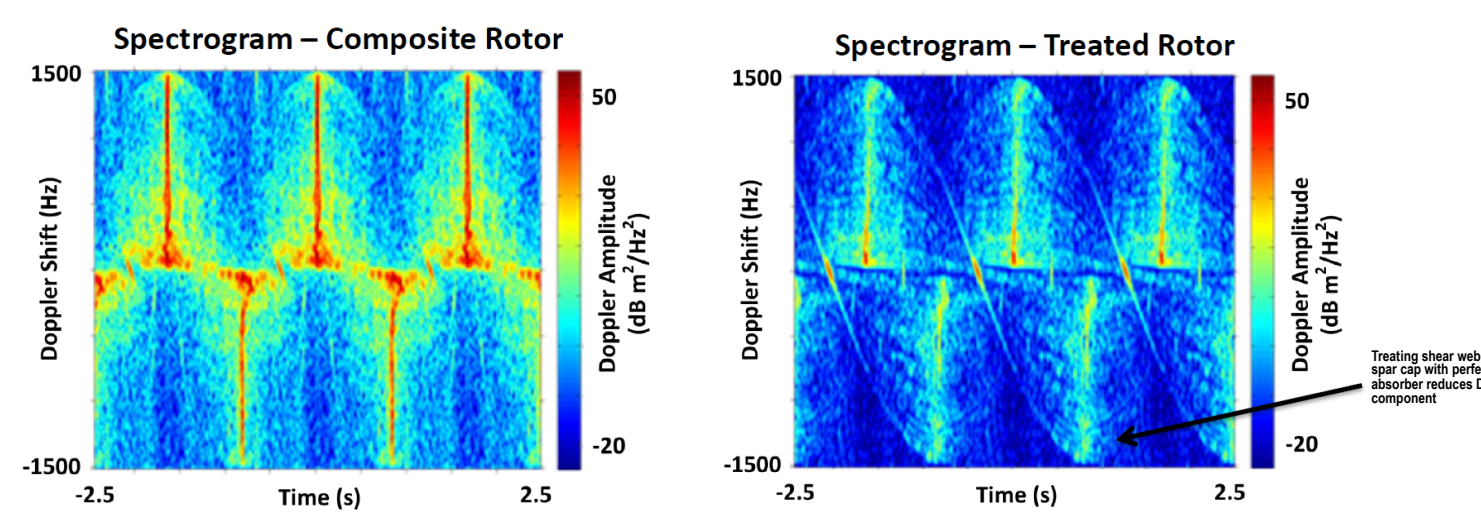 Spectrogram – Composite Rotor
1500
50
Doppler Shift (Hz)
Doppler Amplitude
(dB m²/Hz²)
-20
-1500
-2.5
Time (s)
2.5
Spectrogram – Treated Rotor
1500
50
Doppler Shift (Hz)
Doppler Amplitude
(dB m²/Hz²)
-20
-1500
-2.5
Time (s)
2.5
Treating shear web
spar cap with
absorber reduces
component